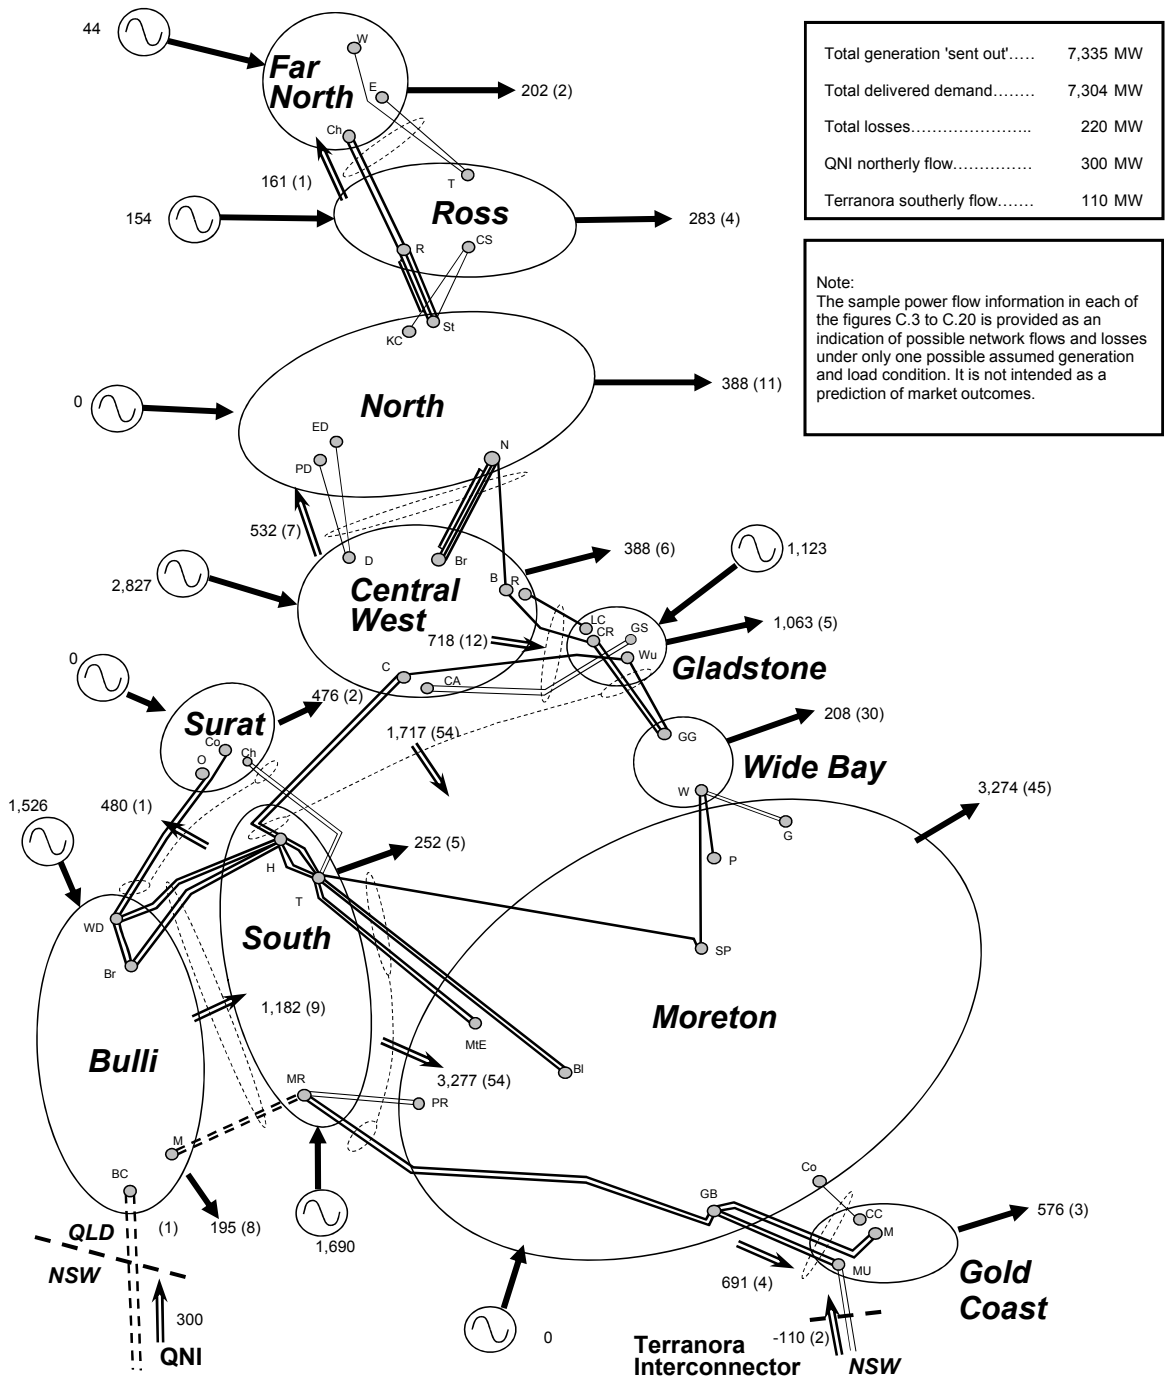 44
W
Far
North
E
202 (2)
Ch
161 (1)
T
154
Ross
283 (4)
R
CS
St
KC
Total generation 'sent out'….. 7,335 MW
Total delivered demand…….. 7,304 MW
Total losses………………….. 220 MW
QNI northerly flow…………… 300 MW
Terranora southerly flow……. 110 MW
Note:
The sample power flow information in each of
the figures C.3 to C.20 is provided as an
indication of possible network flows and losses
under only one possible assumed generation
and load condition. It is not intended as a
prediction of market outcomes.
0
North
388 (11)
ED
PD
N
532 (7)
D
Br
388 (6)
1,123
2,827
Central
West
B
R
718 (12)
LC
CR
GS
Wu
1,063 (5)
Gladstone
C
CA
0
476 (2)
Surat
Co
Ch
O
1,717 (54)
208 (30)
GG
Wide Bay
W
3,274 (45)
1,526
480 (1)
G
252 (5)
P
H
T
WD
South
SP
Br
1,182 (9)
Moreton
MtE
Bulli
BI
3,277 (54)
MR
PR
M
BC
Co
QLD
(1)
195 (8)
1,690
GB
CC
M
576 (3)
NSW
MU
691 (4)
Gold
Coast
300
QNI
0
-110 (2)
Terranora
Interconnector
NSW